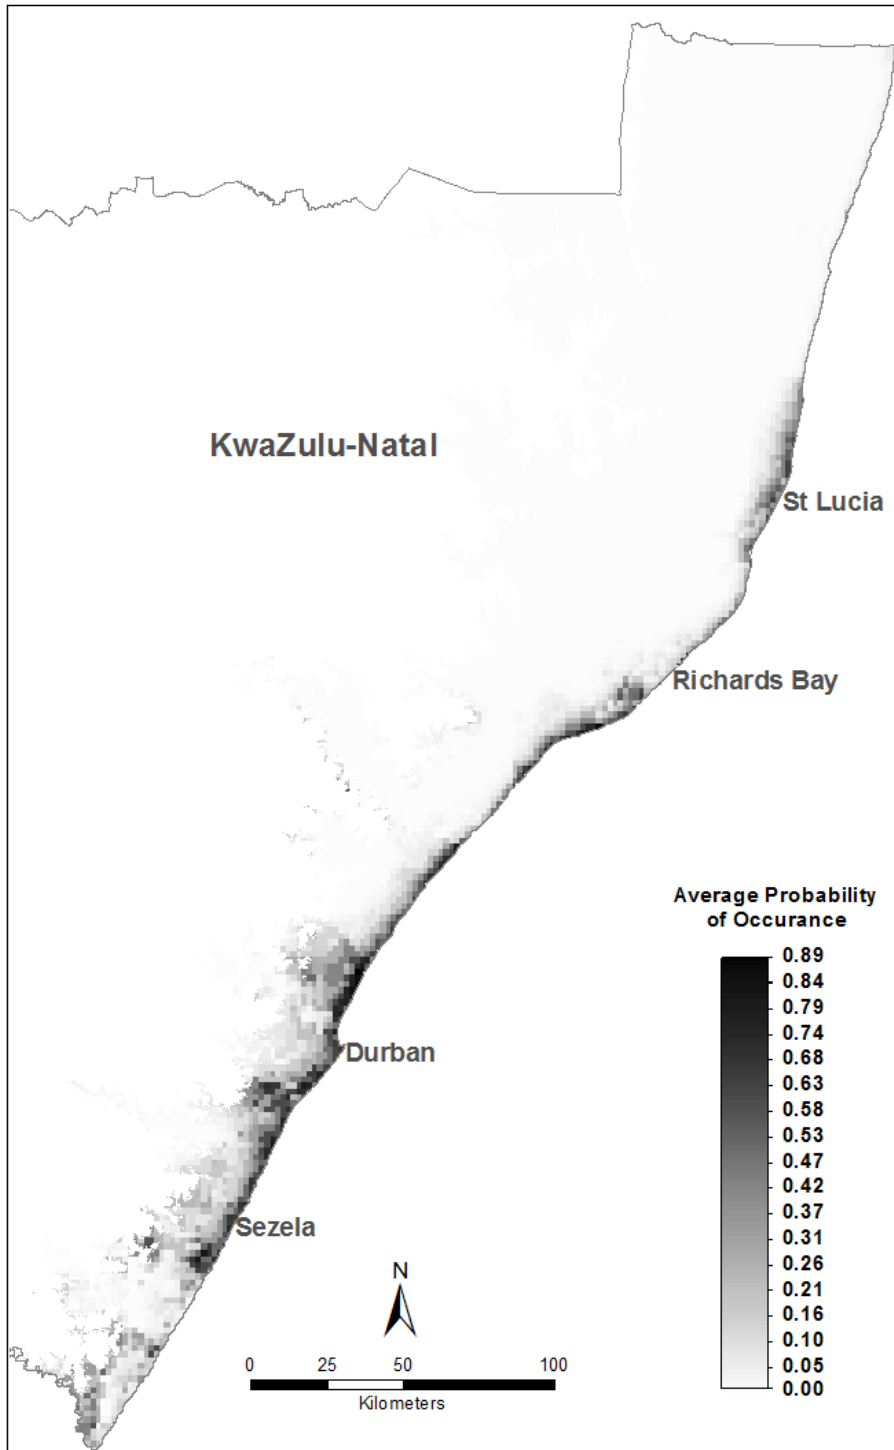 KwaZulu-Natal
St Lucia
Richards Bay
Average Probability
of Occurance
0.89
0.84
0.79
0.74
0.68
0.63
0.58
0.53
0.47
0.42
0.37
0.31
0.26
0.21
0.16
0.10
0.05
0.00
Durban
Sezela
N
0 25 50 100
Kilometers